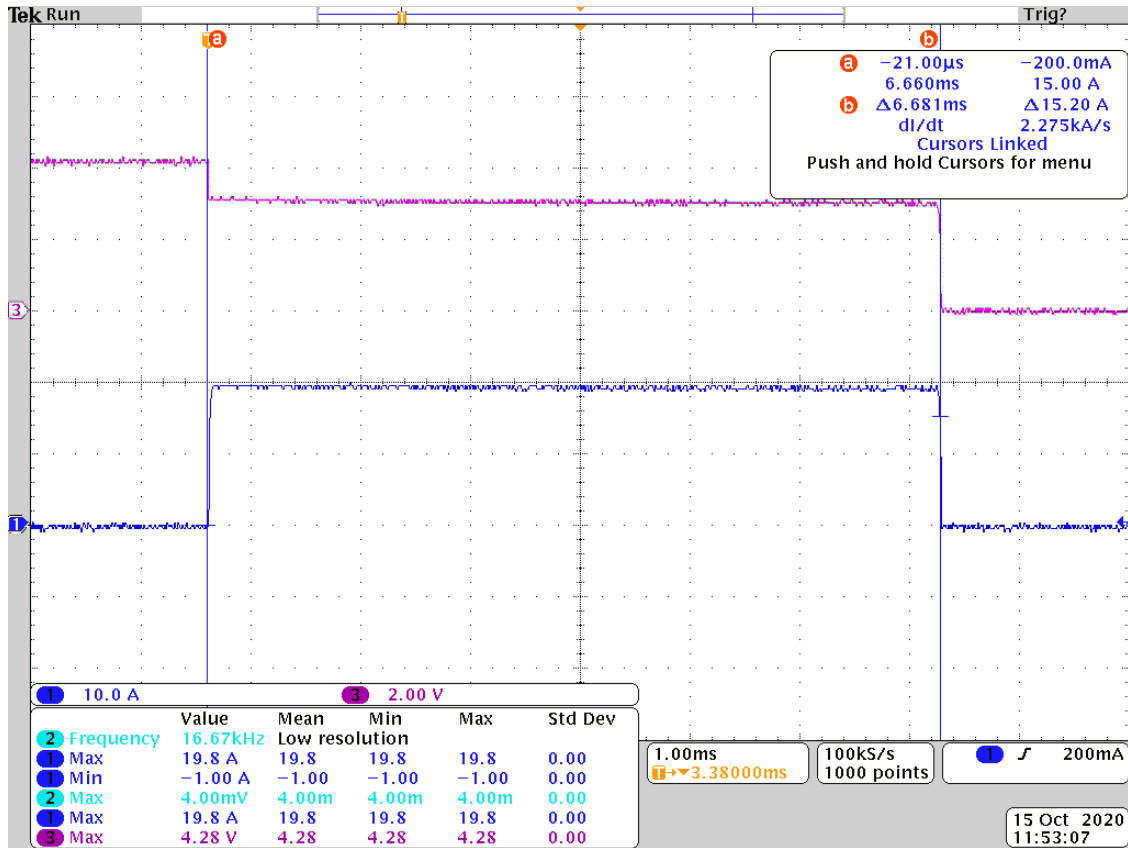 Tek Run Trig?
T a b
a −21.00µs −200.0mA
6.660ms 15.00 A
b Δ6.681ms Δ15.20 A
dI/dt 2.275kA/s
Cursors Linked
Push and hold Cursors for menu
3
1
1 10.0 A 3 2.00 V
Value Mean Min Max Std Dev
2 Frequency 16.67kHz Low resolution
1 Max 19.8 A 19.8 19.8 19.8 0.00
1 Min −1.00 A −1.00 −1.00 −1.00 0.00
2 Max 4.00mV 4.00m 4.00m 4.00m 0.00
1 Max 19.8 A 19.8 19.8 19.8 0.00
3 Max 4.28 V 4.28 4.28 4.28 0.00
1.00ms
T→▼3.38000ms
100kS/s
1000 points
1 ʃ 200mA
15 Oct 2020
11:53:07